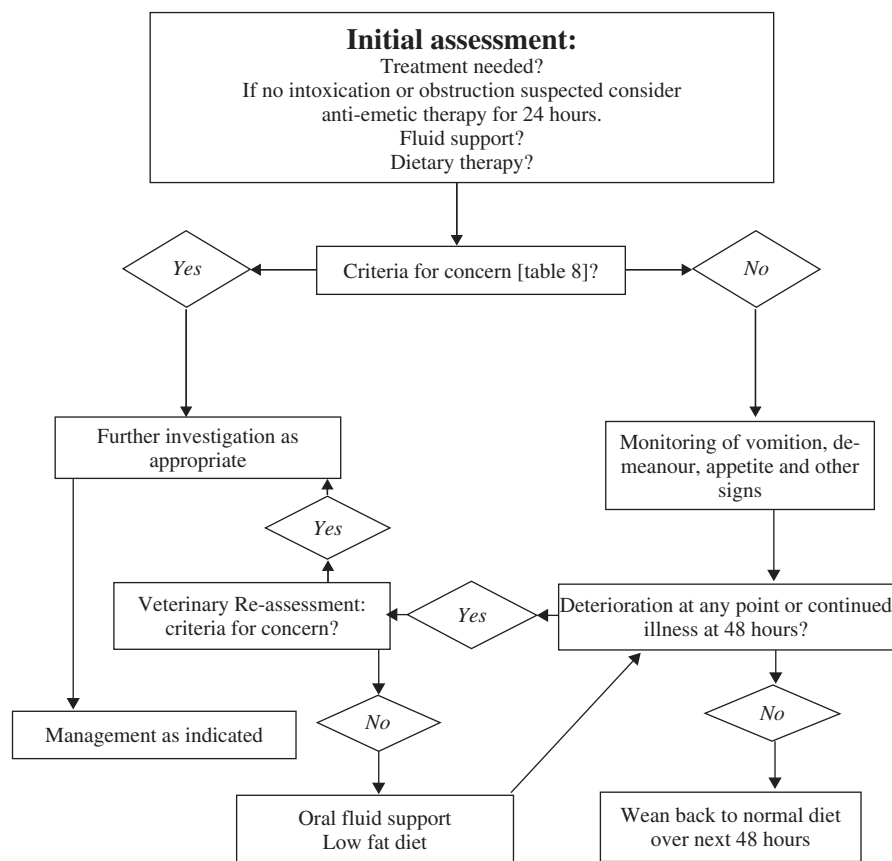 Initial assessment:
Treatment needed?
If no intoxication or obstruction suspected consider
anti-emetic therapy for 24 hours.
Fluid support?
Dietary therapy?
Yes
Criteria for concern [table 8]?
No
Further investigation as
appropriate
Monitoring of vomition, de-
meanour, appetite and other
signs
Yes
Veterinary Re-assessment:
criteria for concern?
Yes
Deterioration at any point or continued
illness at 48 hours?
No
No
Management as indicated
Oral fluid support
Low fat diet
Wean back to normal diet
over next 48 hours